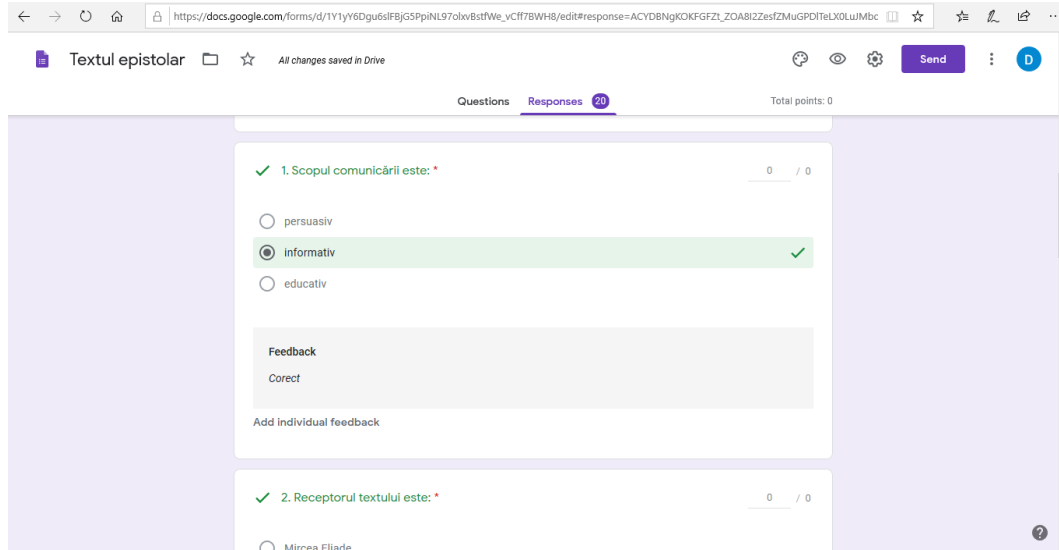 https://docs.google.com/forms/d/1Y1yY6Dgu6slFBjG5PpiNL97olxvBstfWe_vCff7BWH8/edit#response=ACYDBNgKOKFGFZt_ZOA8I2ZesfZMuGPDlTeLX0LuJMbc
Textul epistolar
All changes saved in Drive
Send
D
Questions
Responses 20
Total points: 0
1. Scopul comunicării este: *
0 / 0
persuasiv
informativ
educativ
Feedback
Corect
Add individual feedback
2. Receptorul textului este: *
0 / 0
Mircea Eliade